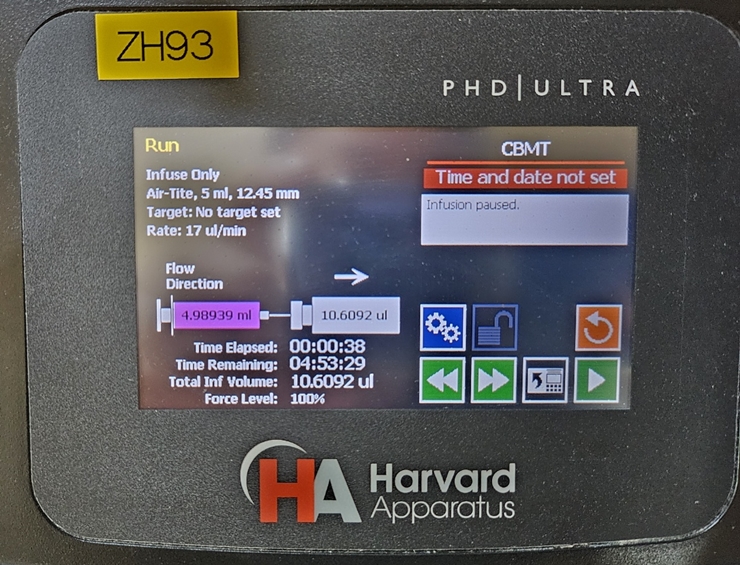 ZH93
PHD|ULTRA
Run
CBMT
Time and date not set
Infuse Only
Air-Tite, 5 ml, 12.45 mm
Target: No target set
Rate: 17 ul/min
Infusion paused.
Flow
Direction
4.98939 ml
10.6092 ul
Time Elapsed: 00:00:38
Time Remaining: 04:53:29
Total Inf Volume: 10.6092 ul
Force Level: 100%
HA Harvard
Apparatus